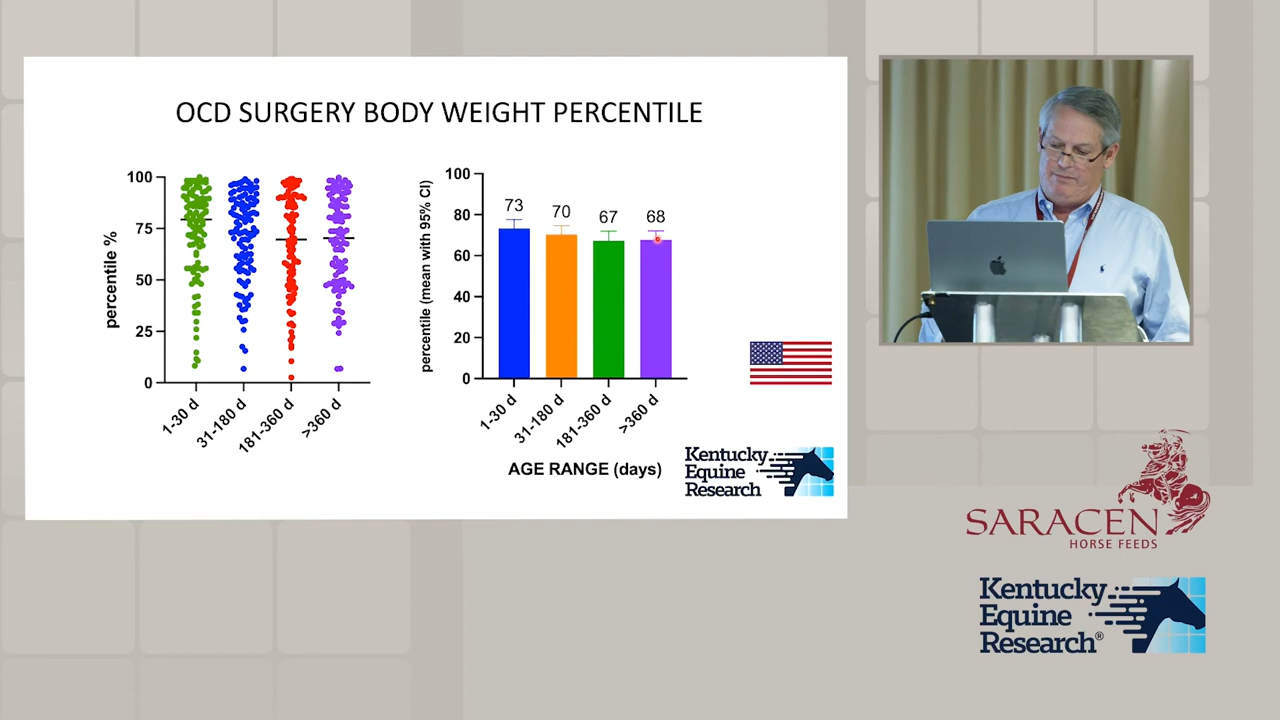 OCD SURGERY BODY WEIGHT PERCENTILE
percentile %
100
75
50
25
0
1-30 d
31-180 d
181-360 d
>360 d
percentile (mean with 95% CI)
100
80
60
40
20
0
73
70
67
68
1-30 d
31-180 d
181-360 d
>360 d
AGE RANGE (days)
Kentucky
Equine
Research
SARACEN
HORSE FEEDS
Kentucky
Equine
Research®